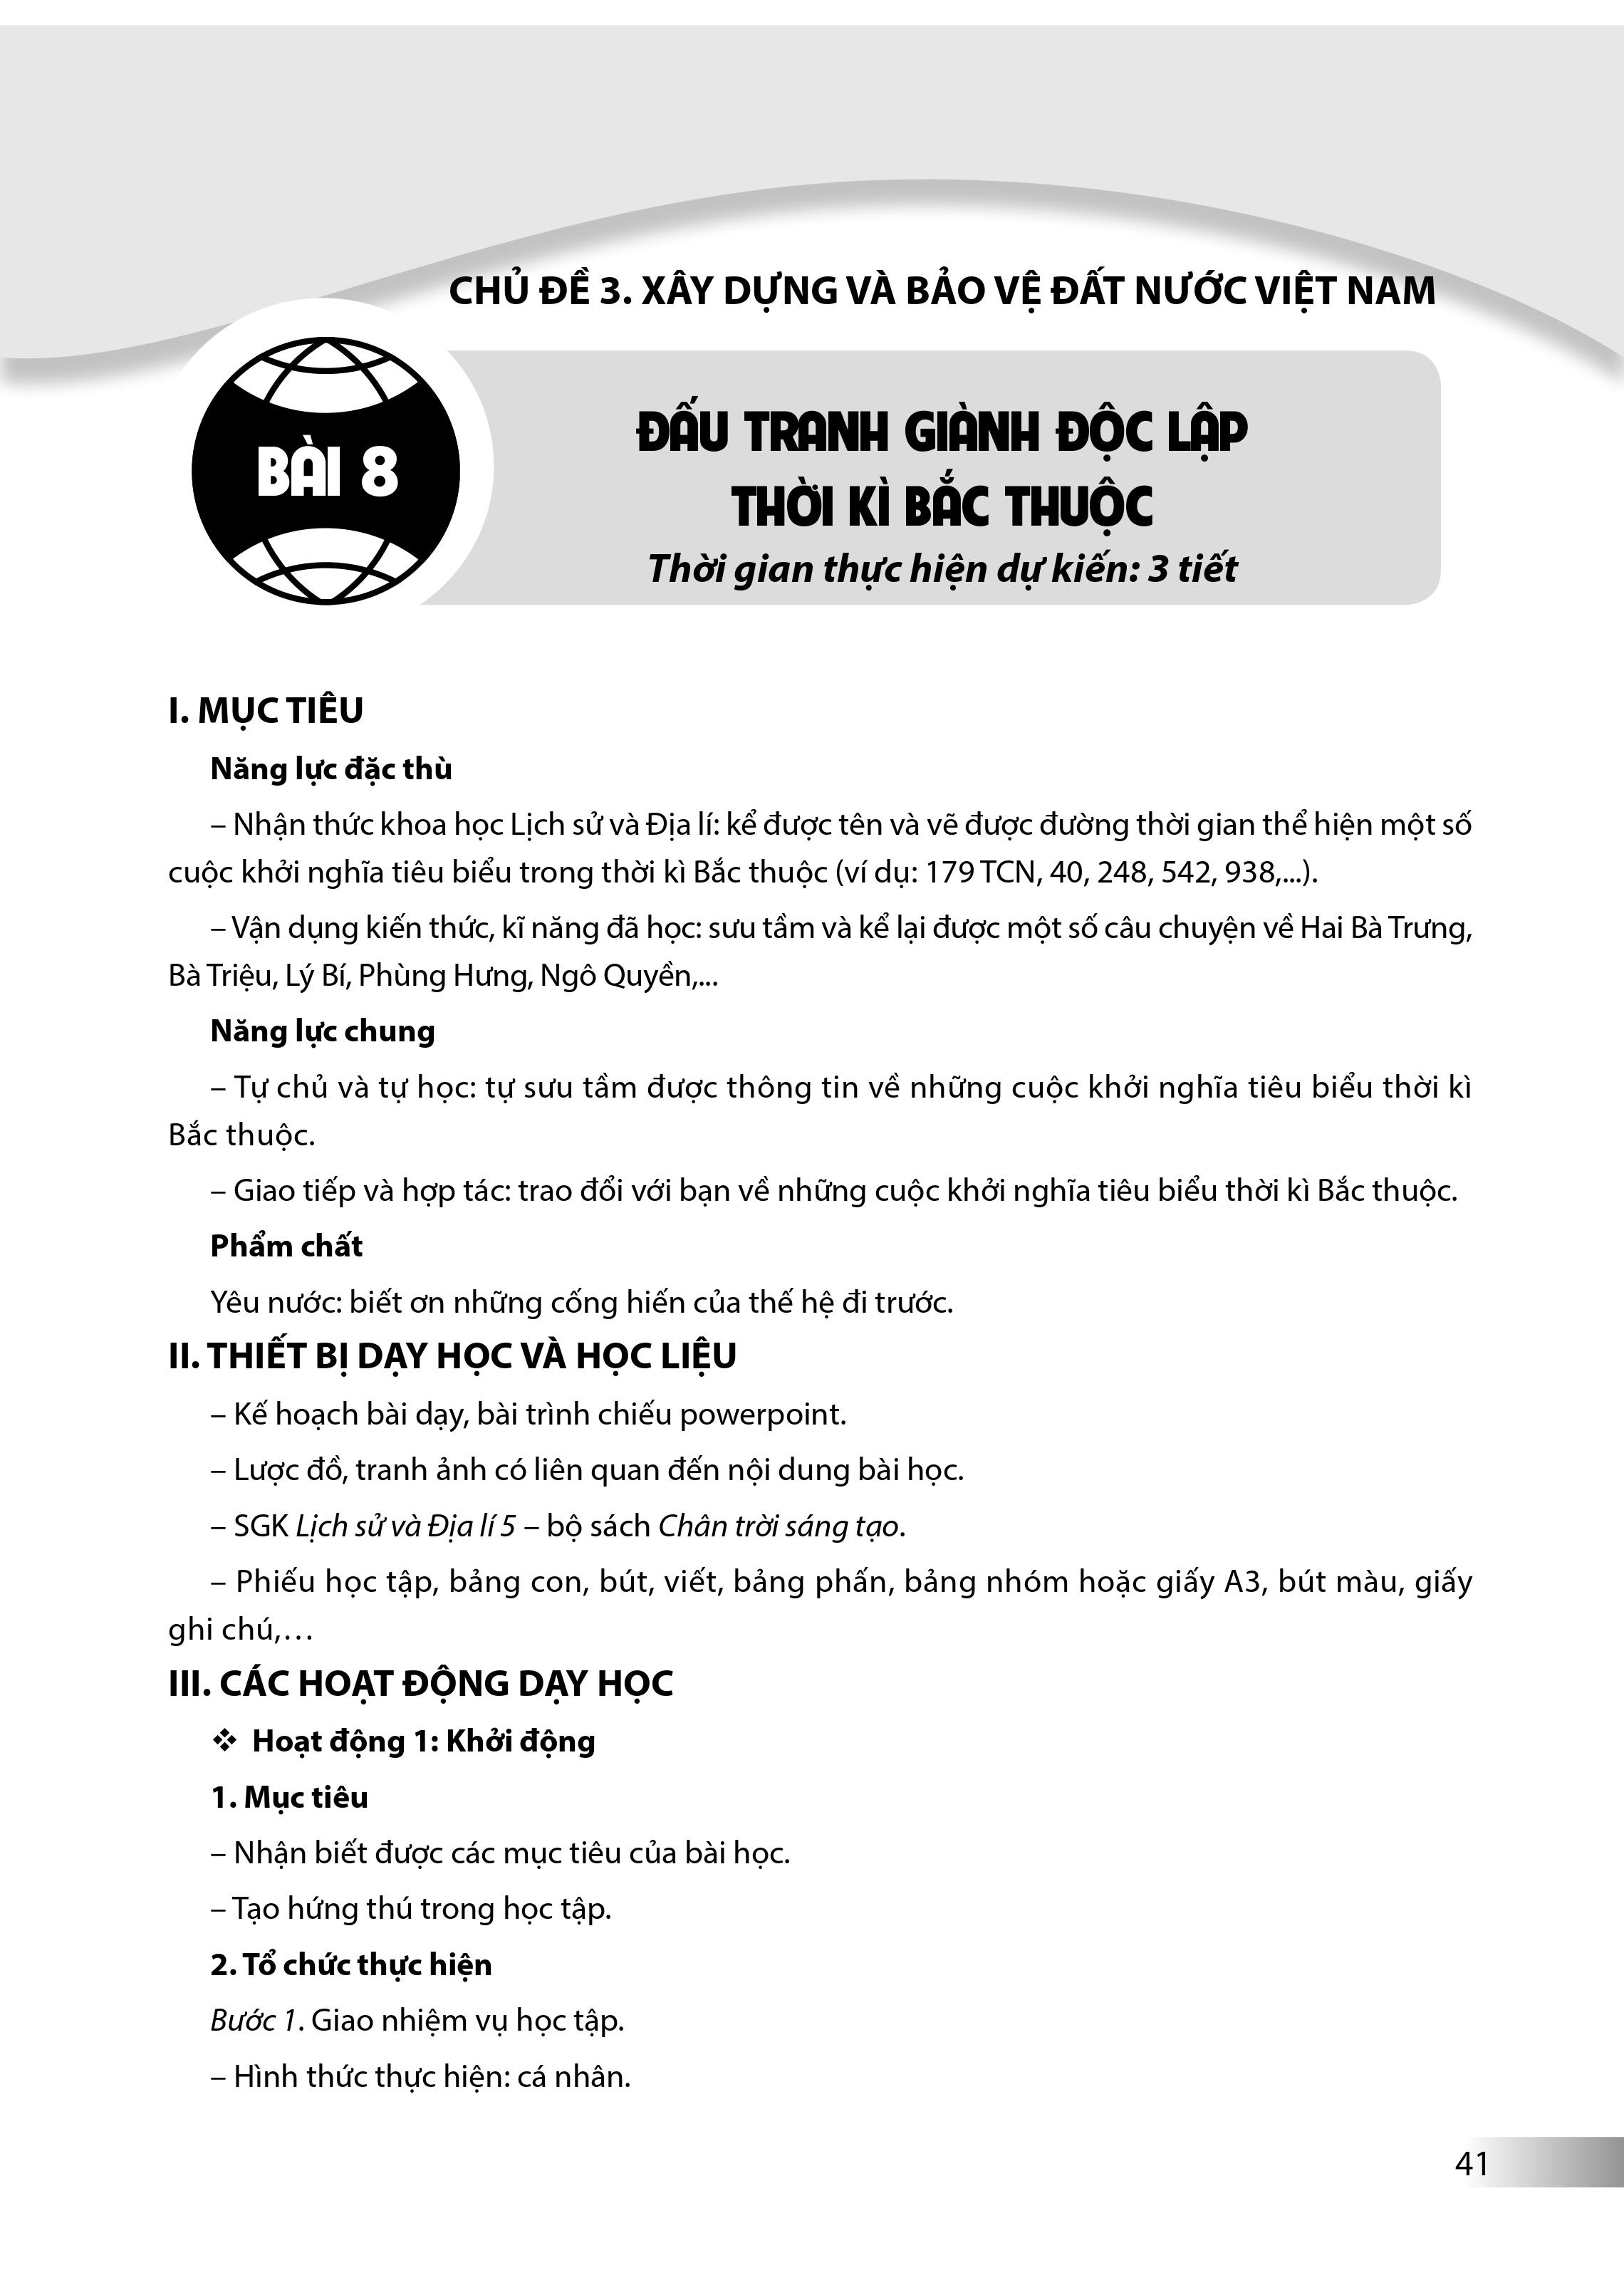 CHỦ ĐỀ 3. XÂY DỰNG VÀ BẢO VỆ ĐẤT NƯỚC VIỆT NAM
BÀI 8
ĐẤU TRANH GIÀNH ĐỘC LẬP
THỜI KÌ BẮC THUỘC
Thời gian thực hiện dự kiến: 3 tiết
I. MỤC TIÊU
Năng lực đặc thù
– Nhận thức khoa học Lịch sử và Địa lí: kể được tên và vẽ được đường thời gian thể hiện một số
cuộc khởi nghĩa tiêu biểu trong thời kì Bắc thuộc (ví dụ: 179 TCN, 40, 248, 542, 938,...).
– Vận dụng kiến thức, kĩ năng đã học: sưu tầm và kể lại được một số câu chuyện về Hai Bà Trưng,
Bà Triệu, Lý Bí, Phùng Hưng, Ngô Quyền,...
Năng lực chung
– Tự chủ và tự học: tự sưu tầm được thông tin về những cuộc khởi nghĩa tiêu biểu thời kì
Bắc thuộc.
– Giao tiếp và hợp tác: trao đổi với bạn về những cuộc khởi nghĩa tiêu biểu thời kì Bắc thuộc.
Phẩm chất
Yêu nước: biết ơn những cống hiến của thế hệ đi trước.
II. THIẾT BỊ DẠY HỌC VÀ HỌC LIỆU
– Kế hoạch bài dạy, bài trình chiếu powerpoint.
– Lược đồ, tranh ảnh có liên quan đến nội dung bài học.
– SGK Lịch sử và Địa lí 5 – bộ sách Chân trời sáng tạo.
– Phiếu học tập, bảng con, bút, viết, bảng phấn, bảng nhóm hoặc giấy A3, bút màu, giấy
ghi chú,…
III. CÁC HOẠT ĐỘNG DẠY HỌC
❖ Hoạt động 1: Khởi động
1. Mục tiêu
– Nhận biết được các mục tiêu của bài học.
– Tạo hứng thú trong học tập.
2. Tổ chức thực hiện
Bước 1. Giao nhiệm vụ học tập.
– Hình thức thực hiện: cá nhân.
41